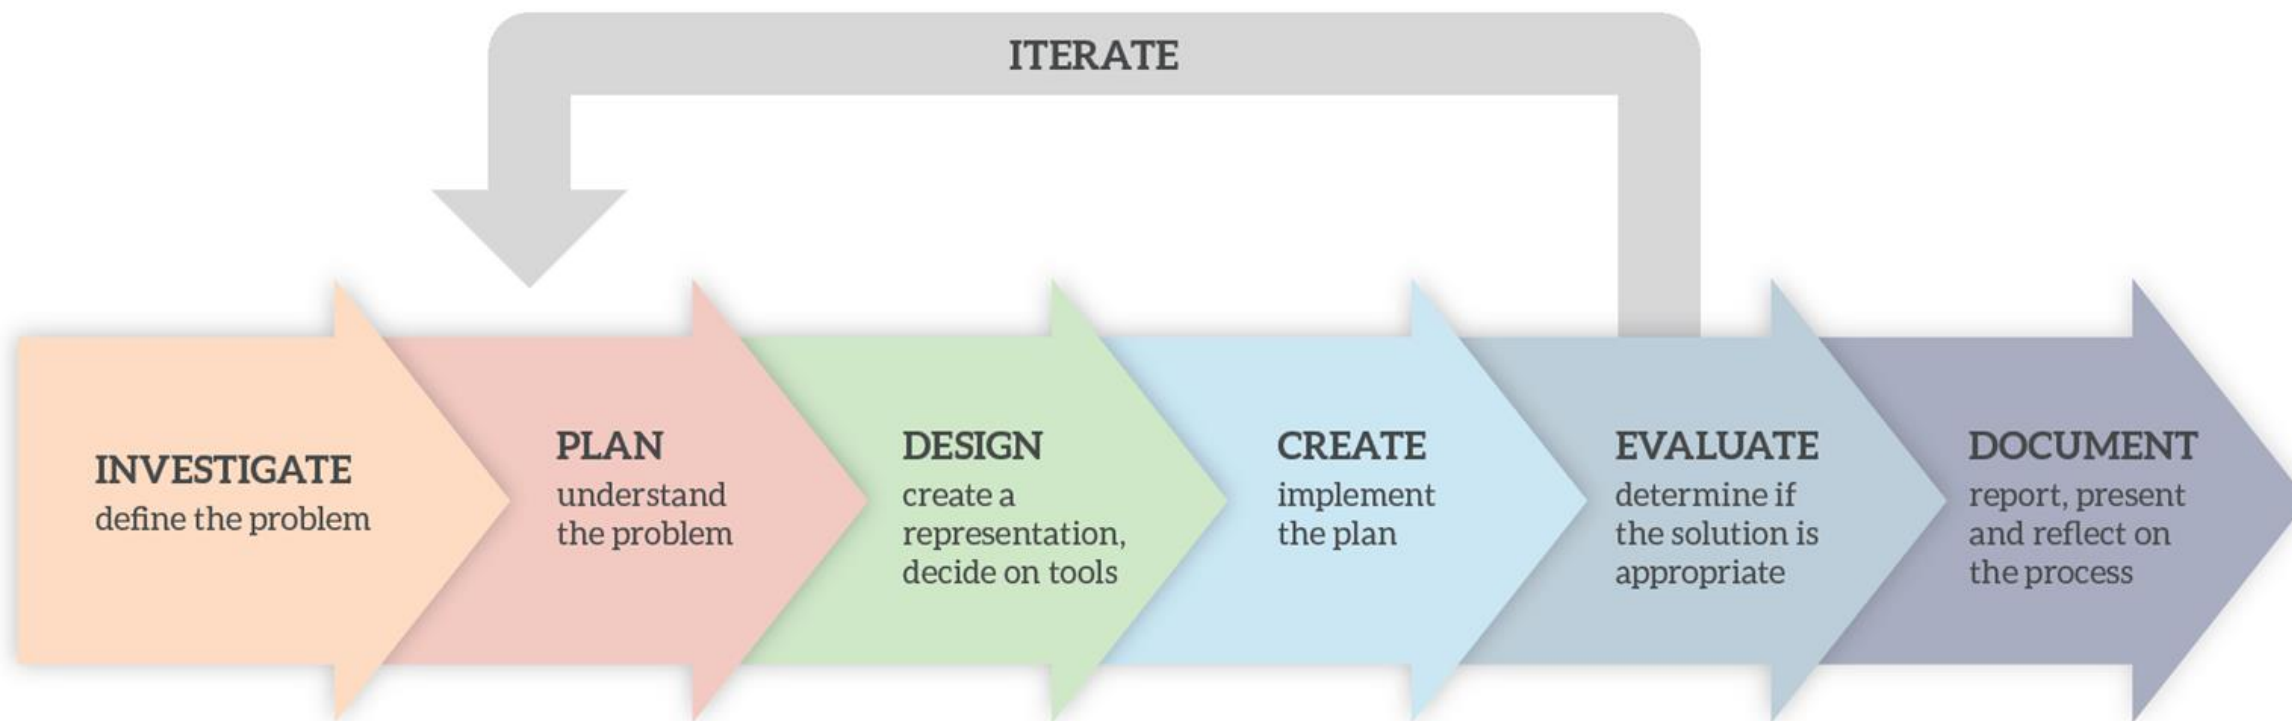 ITERATE
INVESTIGATE
define the problem
PLAN
understand
the problem
DESIGN
create a
representation,
decide on tools
CREATE
implement
the plan
EVALUATE
determine if
the solution is
appropriate
DOCUMENT
report, present
and reflect on
the process